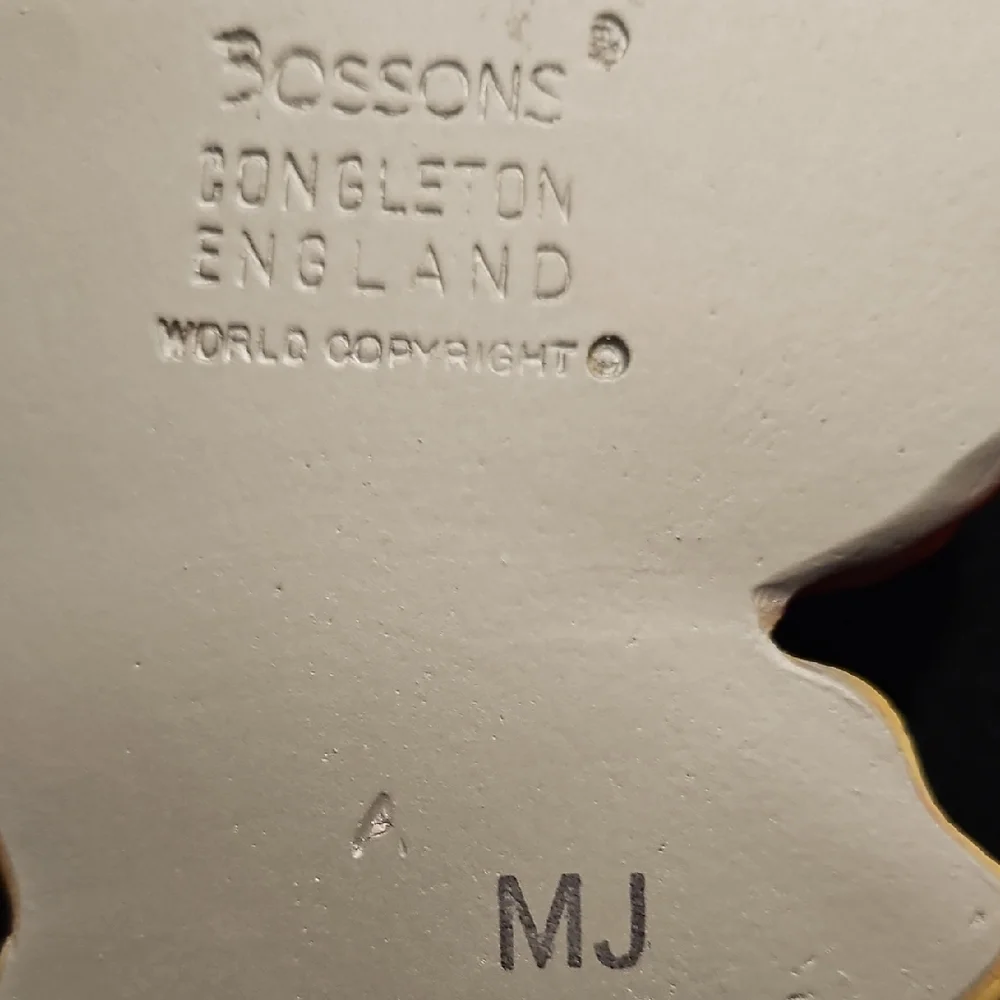 BOSSONS ®
CONGLETON
ENGLAND
WORLD COPYRIGHT ©
A
MJ